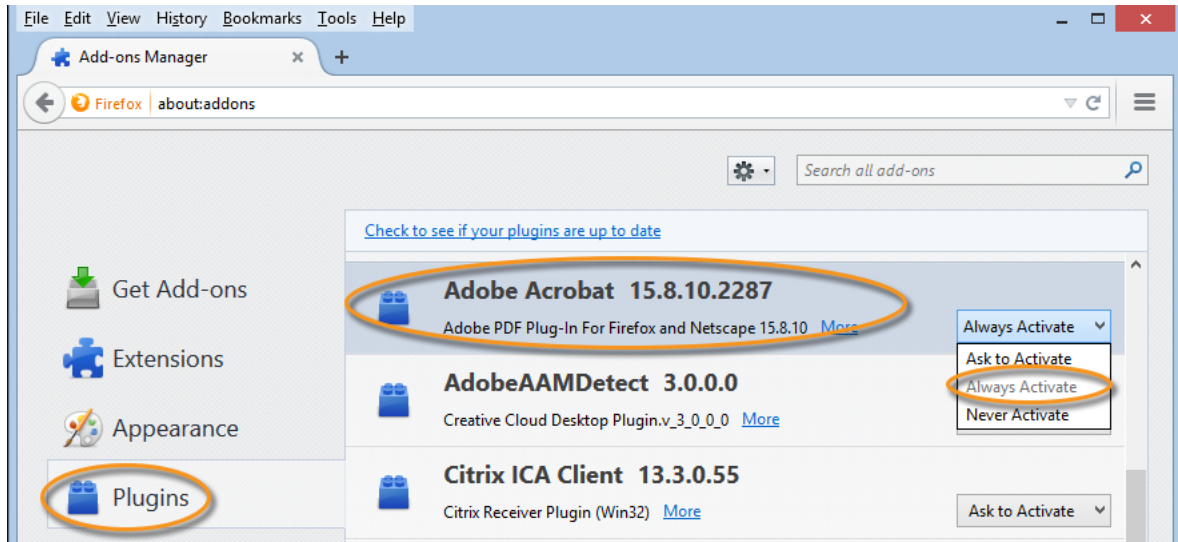 File Edit View History Bookmarks Tools Help
Add-ons Manager
Firefox about:addons
Search all add-ons
Check to see if your plugins are up to date
Get Add-ons
Extensions
Appearance
Plugins
Adobe Acrobat 15.8.10.2287
Adobe PDF Plug-In For Firefox and Netscape 15.8.10 More
Always Activate
Ask to Activate
Always Activate
Never Activate
AdobeAAMDetect 3.0.0.0
Creative Cloud Desktop Plugin.v_3_0_0_0 More
Citrix ICA Client 13.3.0.55
Citrix Receiver Plugin (Win32) More
Ask to Activate